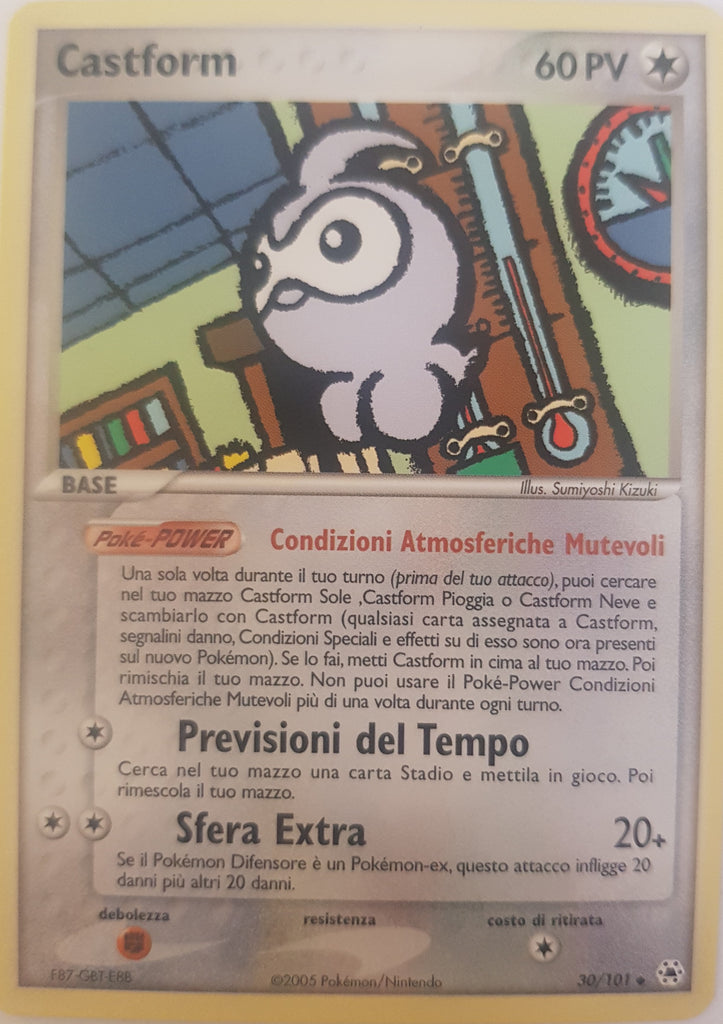 Castform 60 PV
BASE
Illus. Sumiyoshi Kizuki
Poké-POWER Condizioni Atmosferiche Mutevoli
Una sola volta durante il tuo turno (prima del tuo attacco), puoi cercare
nel tuo mazzo Castform Sole ,Castform Pioggia o Castform Neve e
scambiarlo con Castform (qualsiasi carta assegnata a Castform,
segnalini danno, Condizioni Speciali e effetti su di esso sono ora presenti
sul nuovo Pokémon). Se lo fai, metti Castform in cima al tuo mazzo. Poi
rimischia il tuo mazzo. Non puoi usare il Poké-Power Condizioni
Atmosferiche Mutevoli più di una volta durante ogni turno.
Previsioni del Tempo
Cerca nel tuo mazzo una carta Stadio e mettila in gioco. Poi
rimescola il tuo mazzo.
Sfera Extra 20+
Se il Pokémon Difensore è un Pokémon-ex, questo attacco infligge 20
danni più altri 20 danni.
debolezza resistenza costo di ritirata
F87-GBT-E8B ©2005 Pokémon/Nintendo 30/101